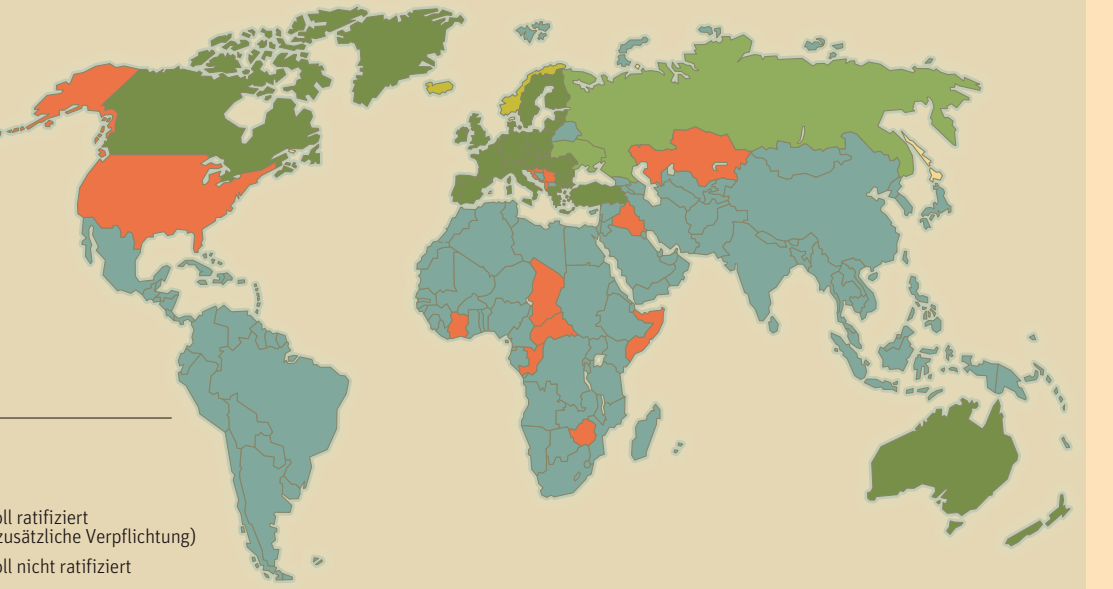 oll ratifiziert
zusätzliche Verpflichtung)
oll nicht ratifiziert